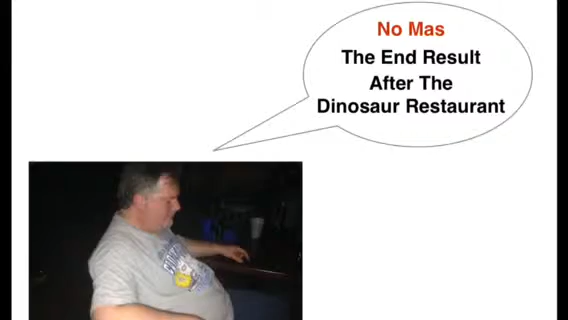 No Mas
The End Result
After The
Dinosaur Restaurant